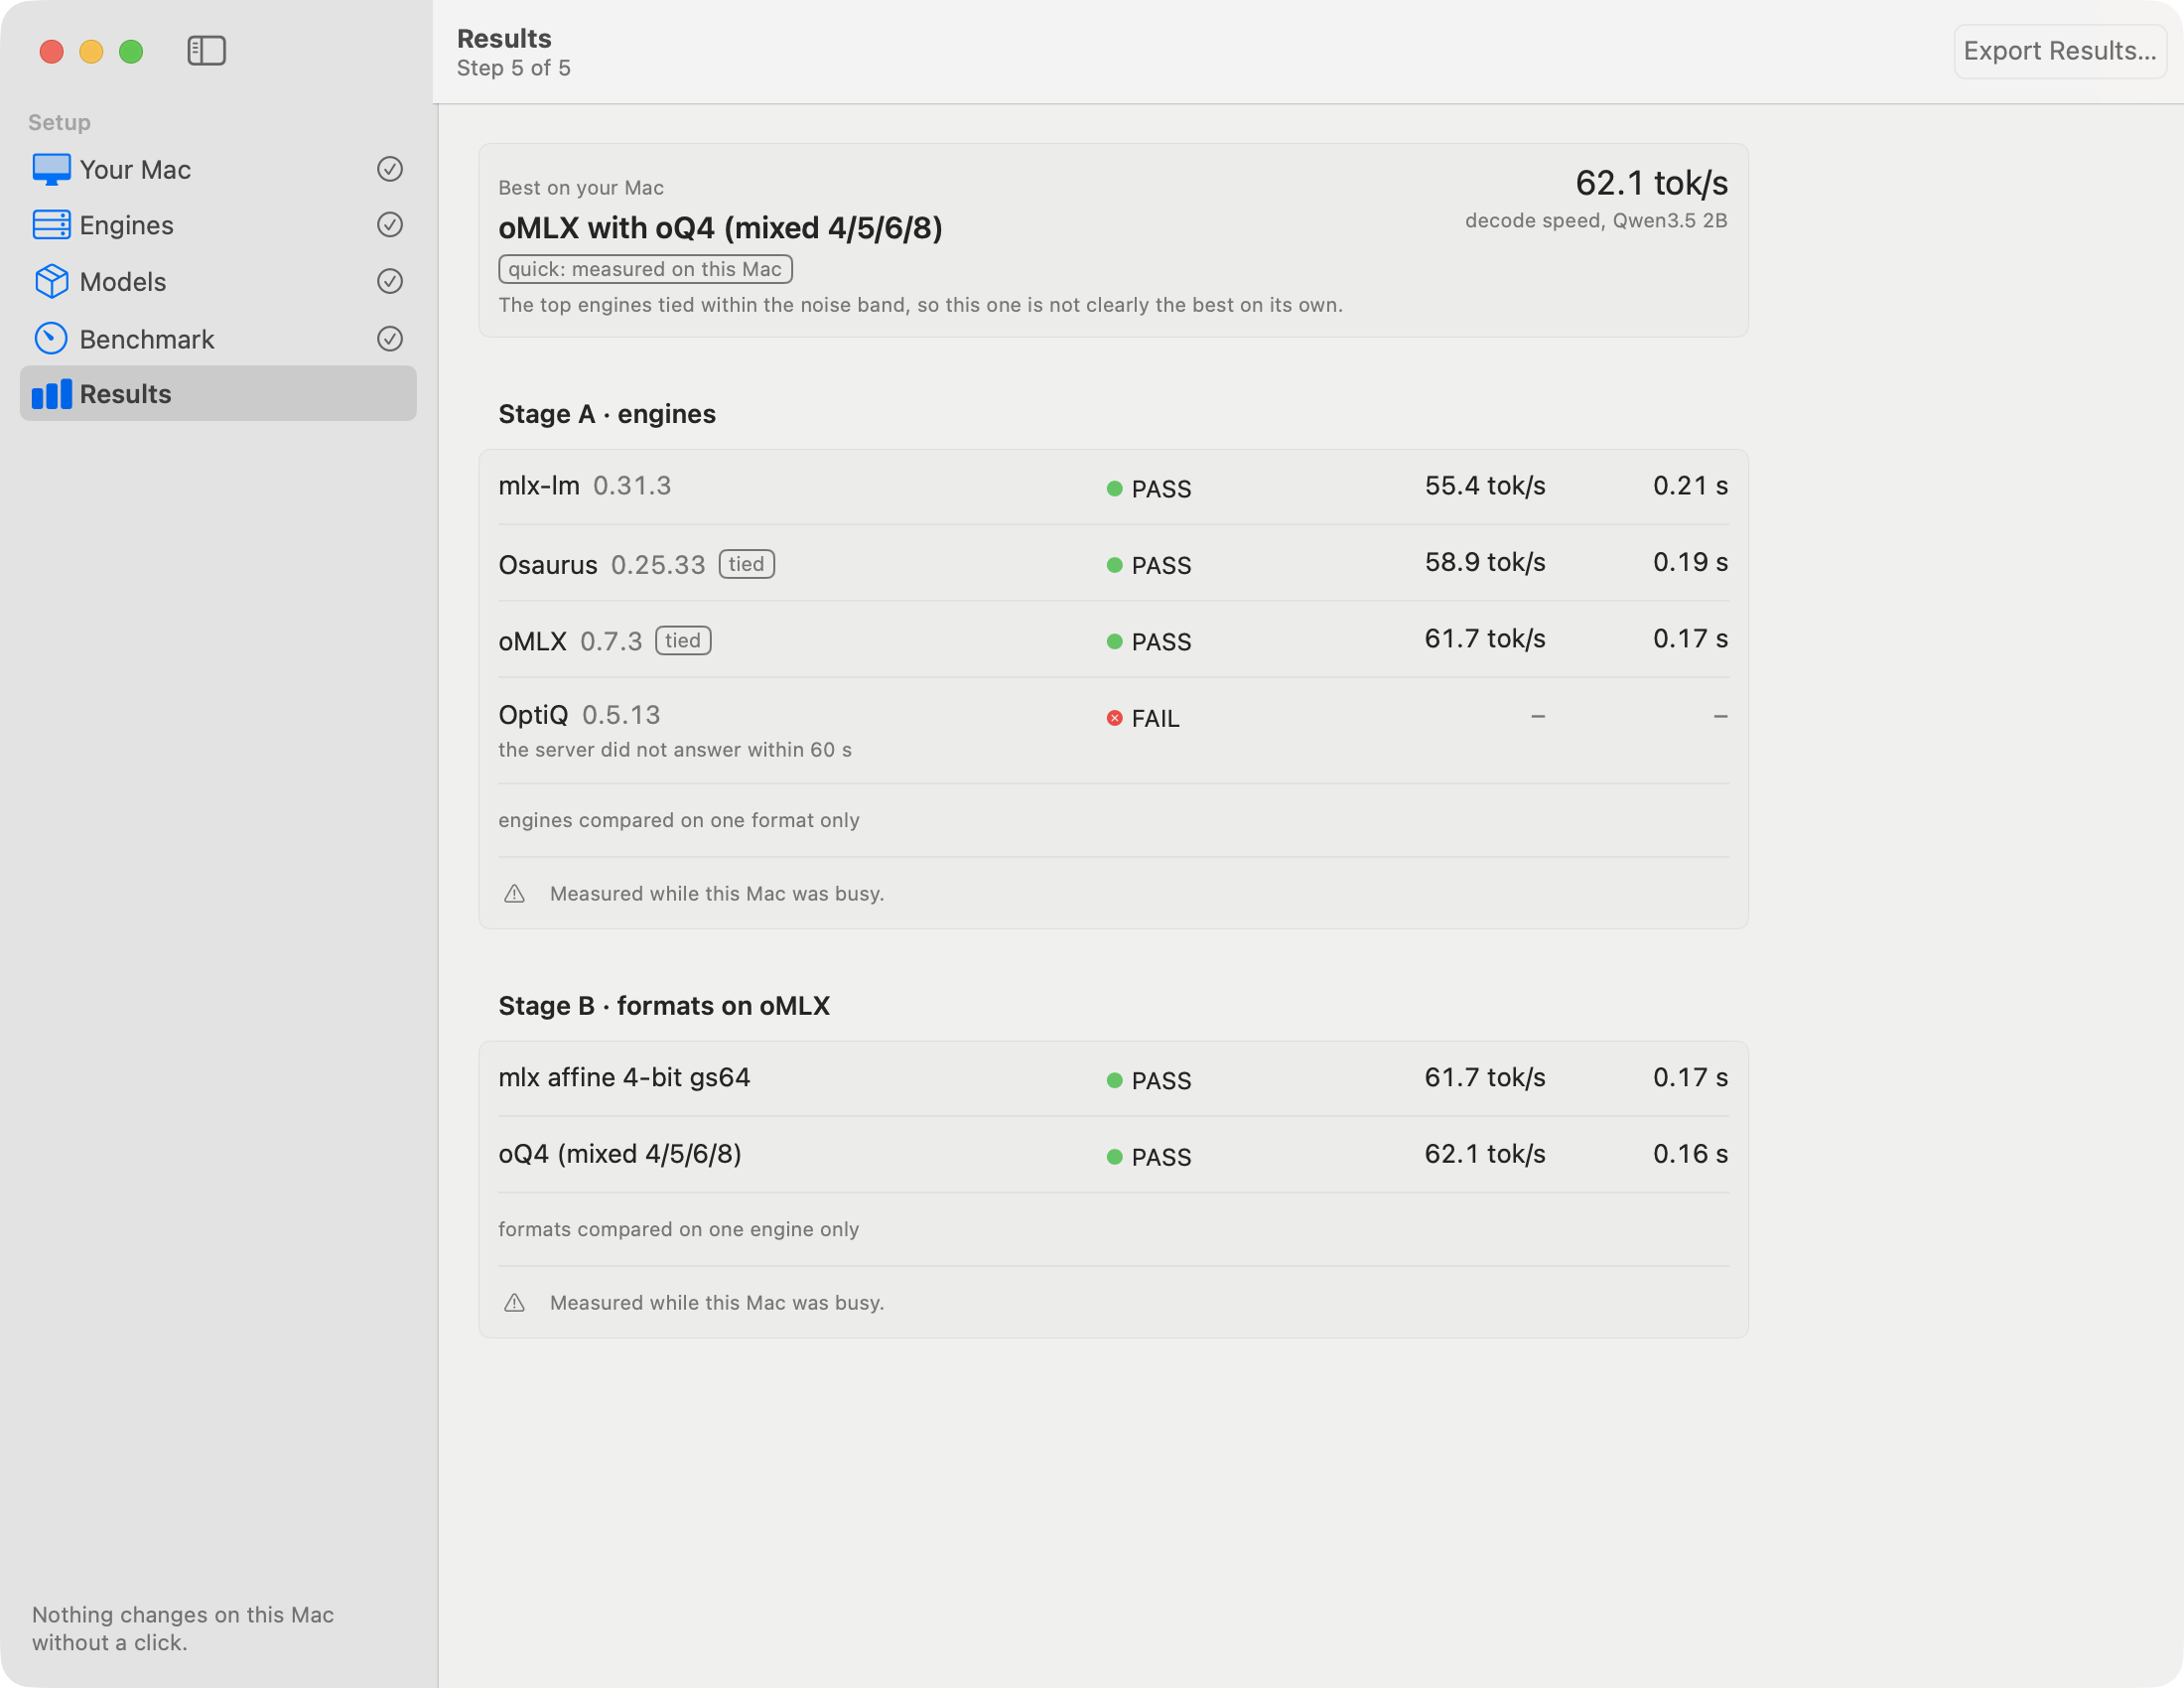 Results
Step 5 of 5
Export Results...
Setup
Your Mac
Engines
Models
Benchmark
Results
Nothing changes on this Mac
without a click.
Best on your Mac
62.1 tok/s
oMLX with oQ4 (mixed 4/5/6/8)
decode speed, Qwen3.5 2B
quick: measured on this Mac
The top engines tied within the noise band, so this one is not clearly the best on its own.
Stage A · engines
mlx-lm 0.31.3 PASS 55.4 tok/s 0.21 s
Osaurus 0.25.33 tied PASS 58.9 tok/s 0.19 s
oMLX 0.7.3 tied PASS 61.7 tok/s 0.17 s
OptiQ 0.5.13 FAIL – –
the server did not answer within 60 s
engines compared on one format only
Measured while this Mac was busy.
Stage B · formats on oMLX
mlx affine 4-bit gs64 PASS 61.7 tok/s 0.17 s
oQ4 (mixed 4/5/6/8) PASS 62.1 tok/s 0.16 s
formats compared on one engine only
Measured while this Mac was busy.